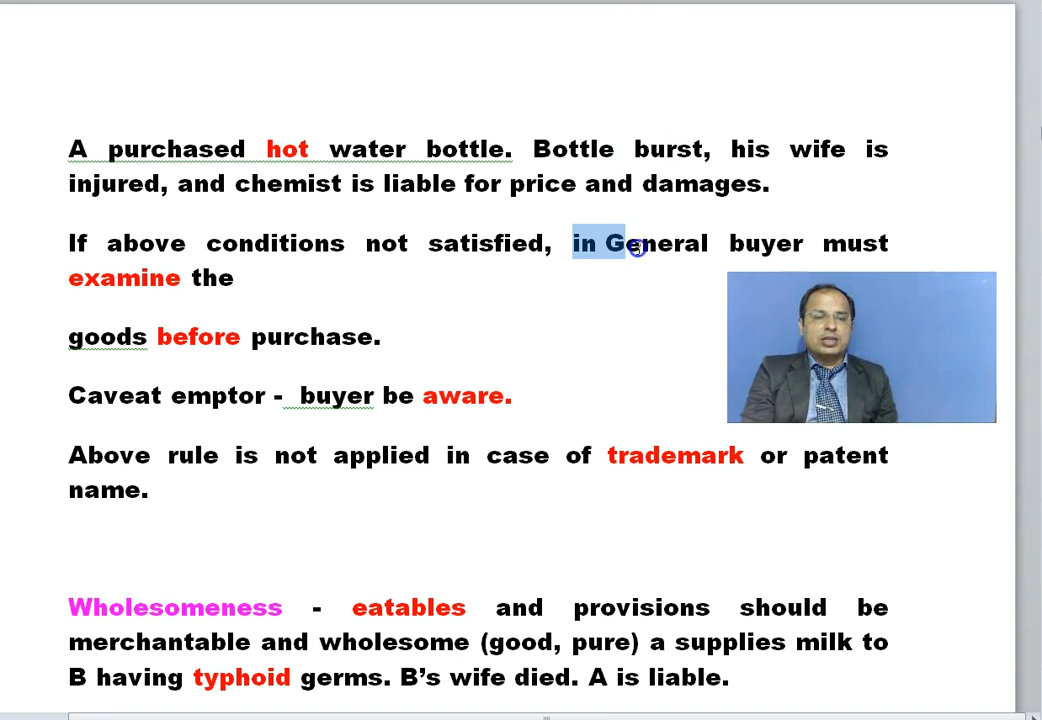 A purchased hot water bottle. Bottle burst, his wife is
injured, and chemist is liable for price and damages.
If above conditions not satisfied, in General buyer must
examine the
goods before purchase.
Caveat emptor - buyer be aware.
Above rule is not applied in case of trademark or patent
name.
Wholesomeness - eatables and provisions should be
merchantable and wholesome (good, pure) a supplies milk to
B having typhoid germs. B’s wife died. A is liable.